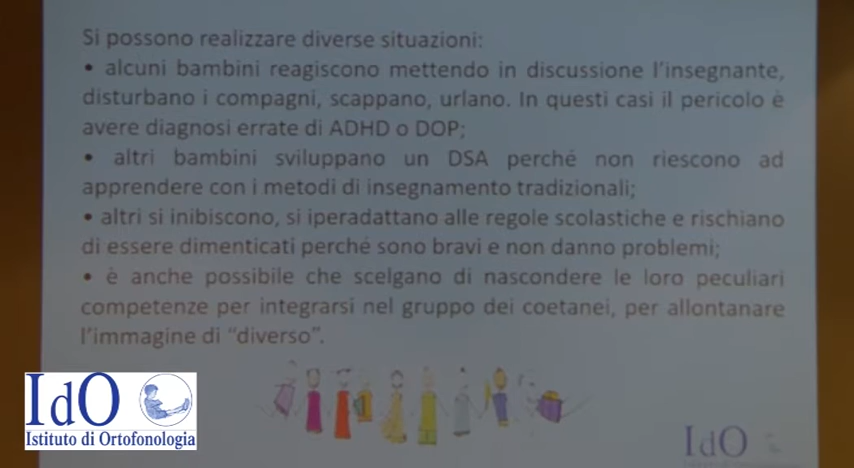 Si possono realizzare diverse situazioni:
• alcuni bambini reagiscono mettendo in discussione l'insegnante,
disturbano i compagni, scappano, urlano. In questi casi il pericolo è
avere diagnosi errate di ADHD o DOP;
• altri bambini sviluppano un DSA perché non riescono ad
apprendere con i metodi di insegnamento tradizionali;
• altri si inibiscono, si iperadattano alle regole scolastiche e rischiano
di essere dimenticati perché sono bravi e non danno problemi;
• è anche possibile che scelgano di nascondere le loro peculiari
competenze per integrarsi nel gruppo dei coetanei, per allontanare
l'immagine di "diverso".
IdO
Istituto di Ortofonologia
IdO